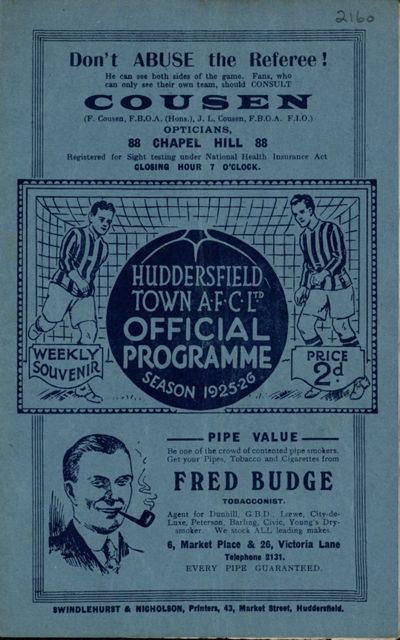 2160
Don't ABUSE the Referee!
He can see both sides of the game. Fans, who
can only see their own team, should CONSULT
COUSEN
(F. Cousen, F.B.O.A. (Hons.), J. L. Cousen, F.B.O.A. F.I.O.)
OPTICIANS,
88 CHAPEL HILL 88
Registered for Sight testing under National Health Insurance Act
CLOSING HOUR 7 O'CLOCK.
HUDDERSFIELD
TOWN A.F.C. LTD
OFFICIAL
PROGRAMME
SEASON 1925-26
WEEKLY
SOUVENIR
PRICE
2d
PIPE VALUE
Be one of the crowd of contented pipe smokers.
Get your Pipes, Tobacco and Cigarettes from
FRED BUDGE
TOBACCONIST.
Agent for Dunhill, G.B.D., Lœwe, City-de-
Luxe, Peterson, Barling, Civic, Young's Dry-
smoker. We stock ALL leading makes.
6, Market Place & 26, Victoria Lane
Telephone 2131.
EVERY PIPE GUARANTEED.
SWINDLEHURST & NICHOLSON, Printers, 43, Market Street, Huddersfield.